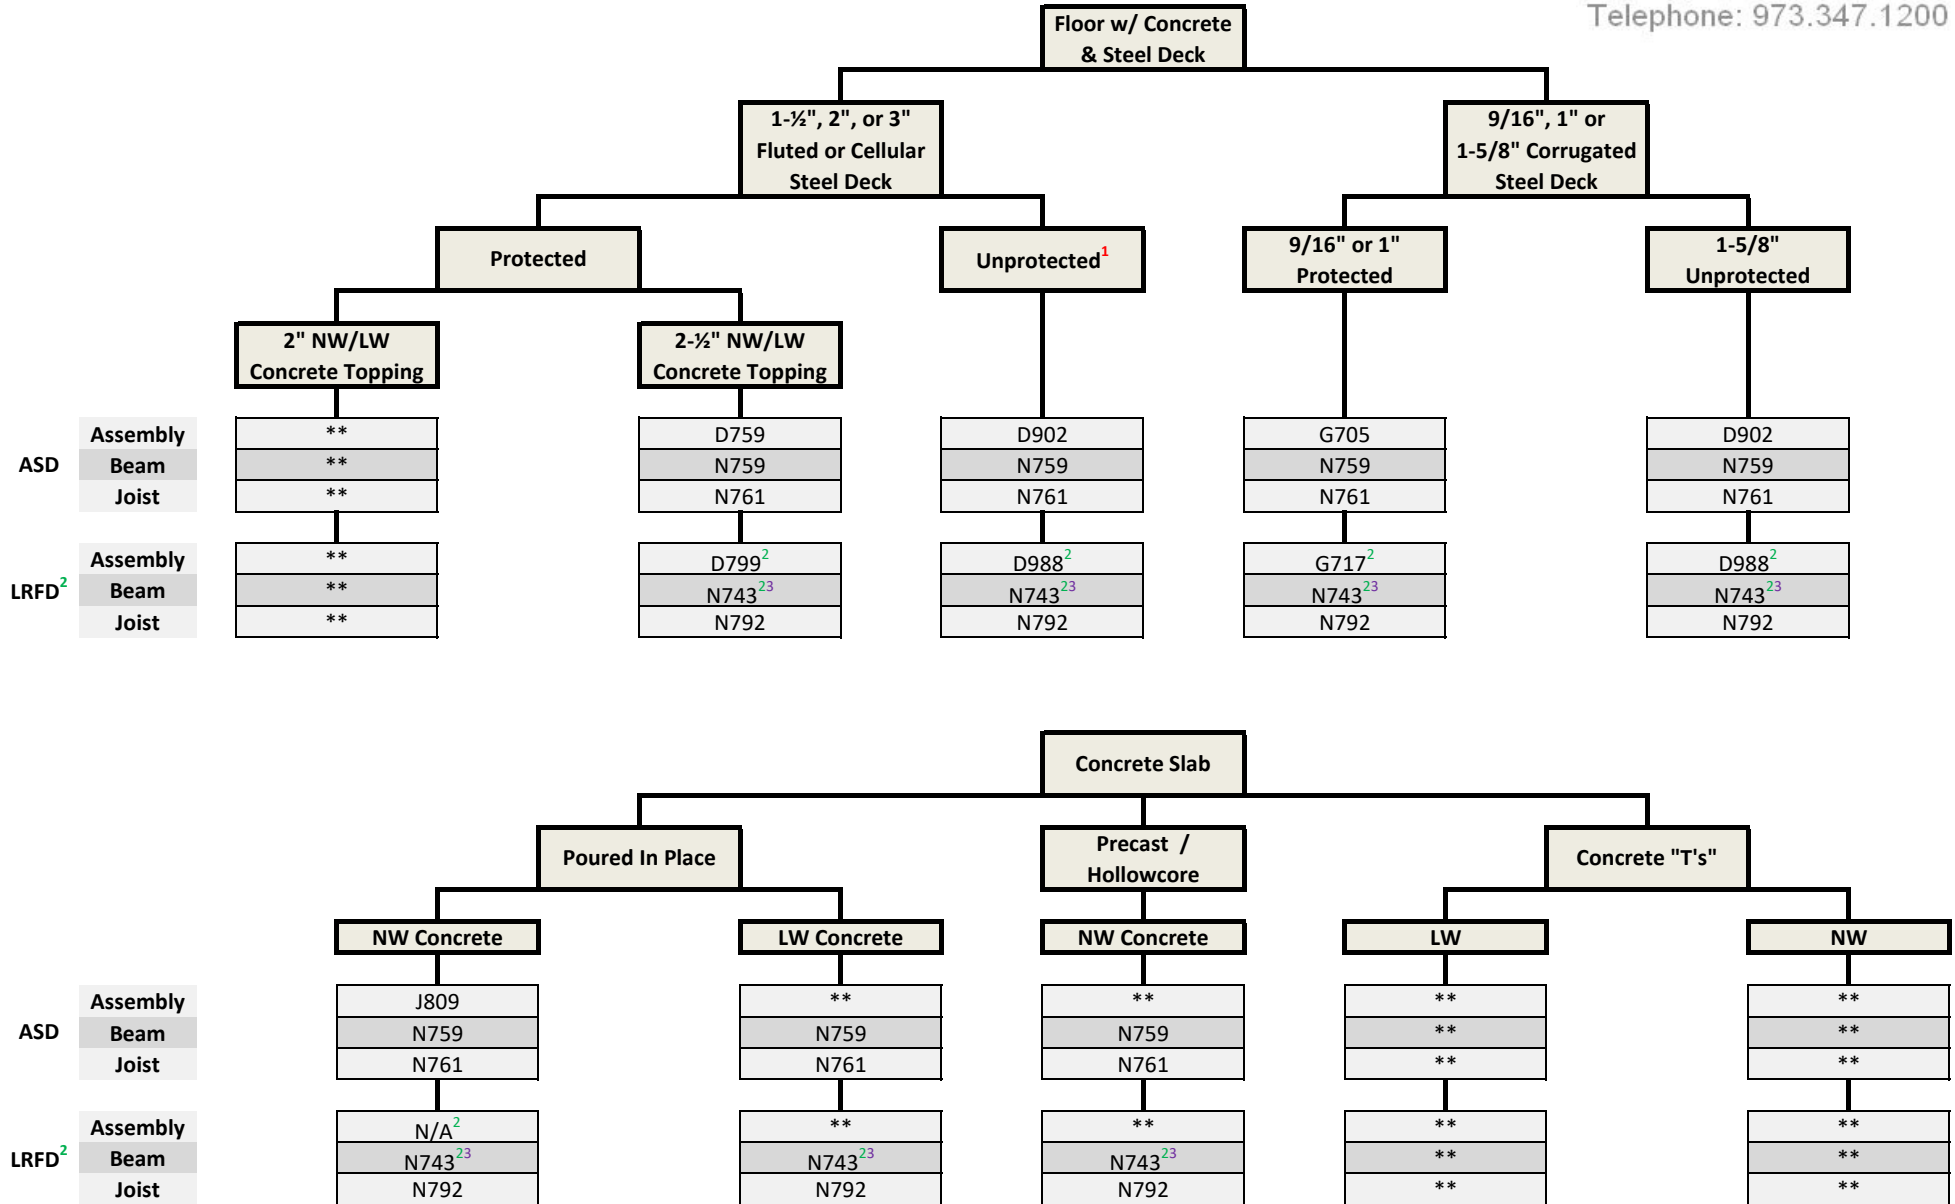 Telephone: 973.347.1200
Floor w/ Concrete
& Steel Deck
1-½", 2", or 3"
Fluted or Cellular
Steel Deck
9/16", 1" or
1-5/8" Corrugated
Steel Deck
Protected
Unprotected¹
9/16" or 1"
Protected
1-5/8"
Unprotected
2" NW/LW
Concrete Topping
2-½" NW/LW
Concrete Topping
Assembly ** D759 D902 G705 D902
ASD Beam ** N759 N759 N759 N759
Joist ** N761 N761 N761 N761
Assembly ** D799² D988² G717² D988²
LRFD² Beam ** N743²³ N743²³ N743²³ N743²³
Joist ** N792 N792 N792 N792
Concrete Slab
Poured In Place
Precast /
Hollowcore
Concrete "T's"
NW Concrete LW Concrete NW Concrete LW NW
Assembly J809 ** ** ** **
ASD Beam N759 N759 N759 ** **
Joist N761 N761 N761 ** **
Assembly N/A² ** ** ** **
LRFD² Beam N743²³ N743²³ N743²³ ** **
Joist N792 N792 N792 ** **